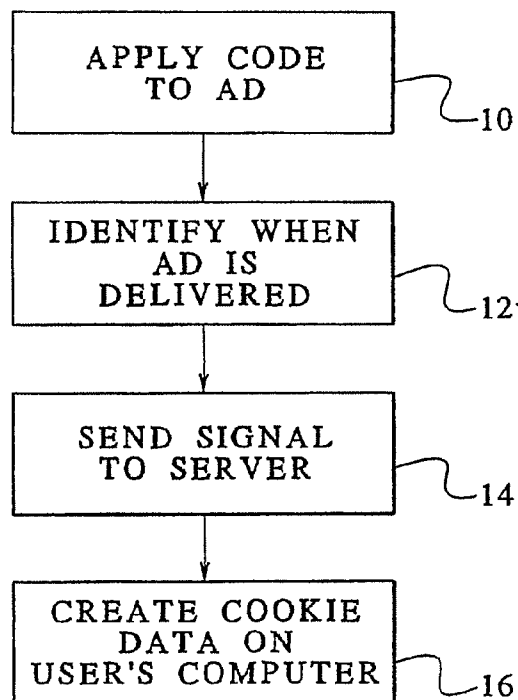 APPLY CODE
TO AD
10
IDENTIFY WHEN
AD IS
DELIVERED
12
SEND SIGNAL
TO SERVER
14
CREATE COOKIE
DATA ON
USER'S COMPUTER
16